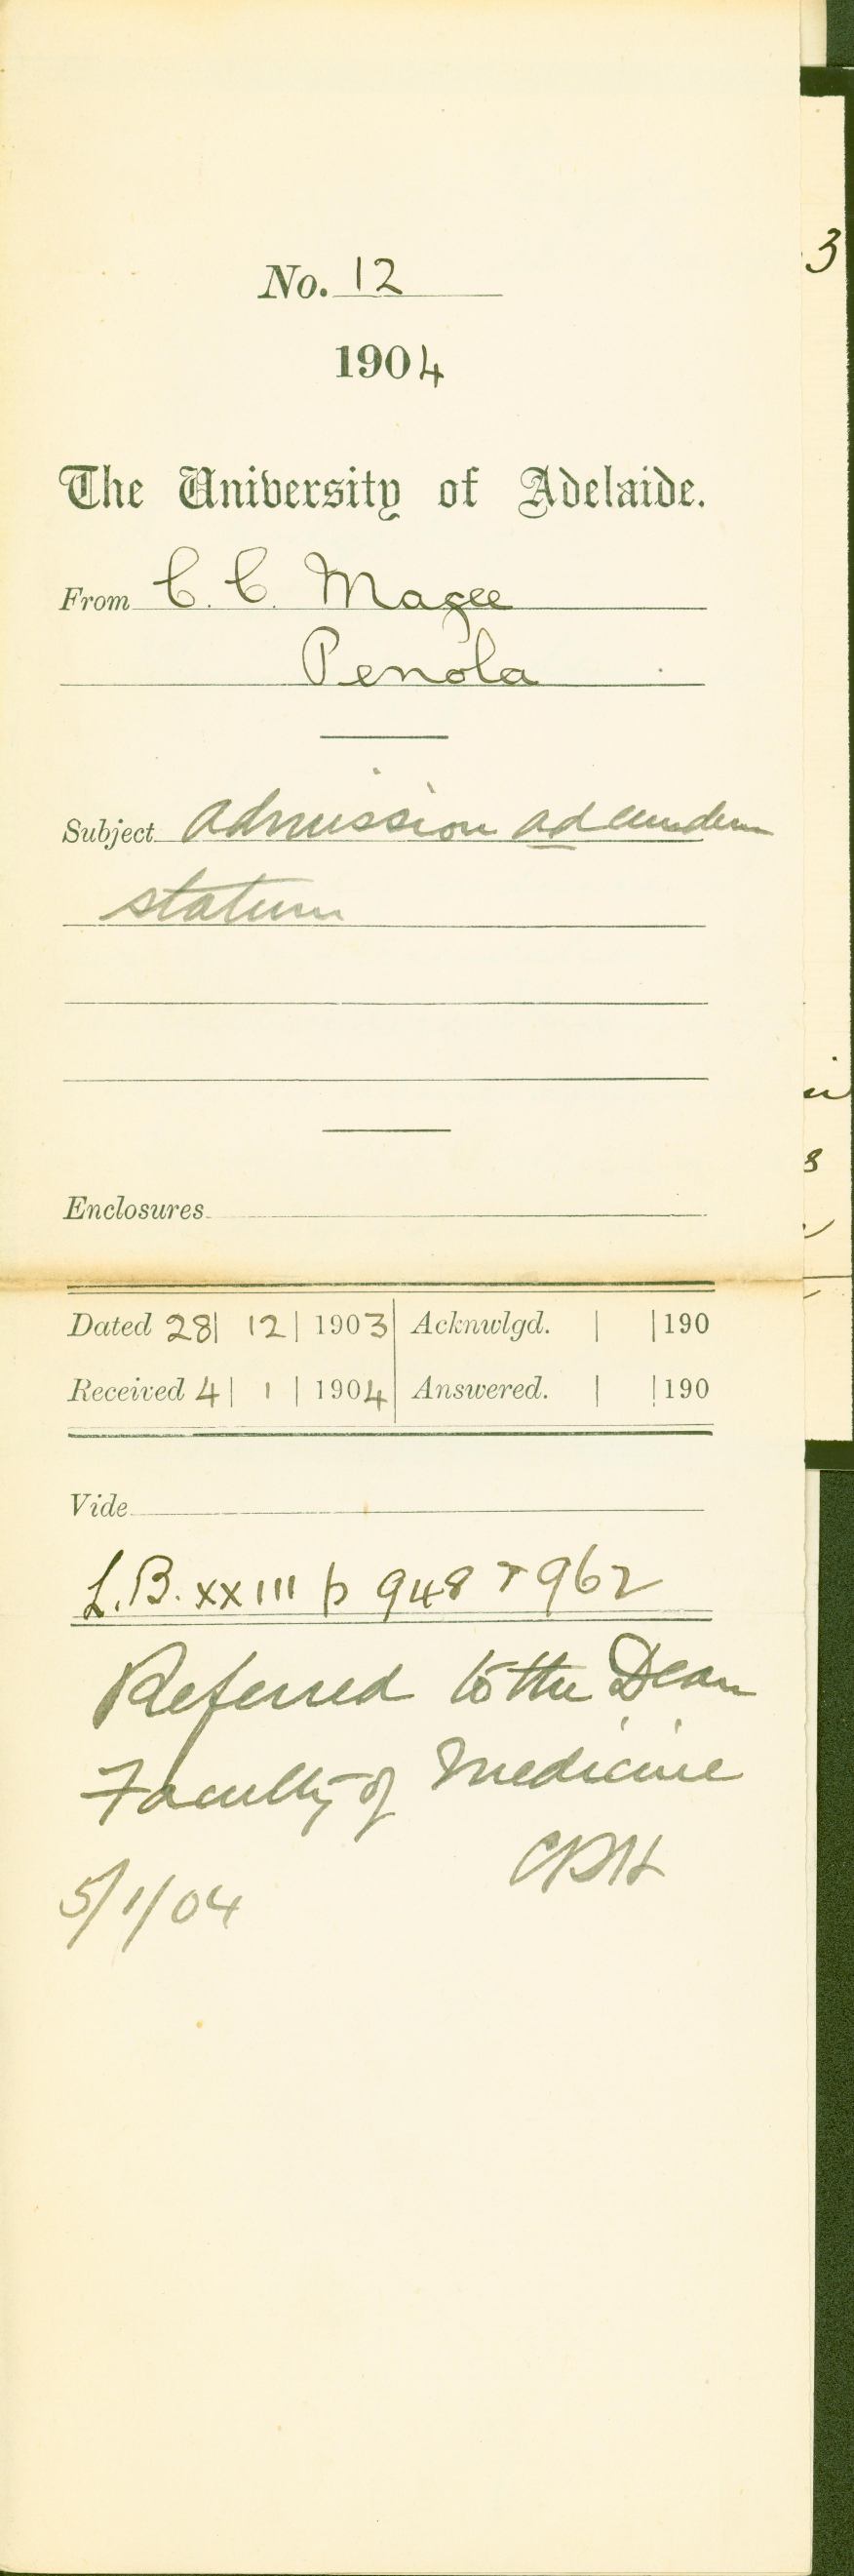 No. 12
1904
The University of Adelaide.
From C. C. Magee
Penola
Subject admission ad eundem
statum
Enclosures
Dated 28| 12 | 1903 | Acknwlgd. | | 190
Received 4 | 1 | 1904 | Answered. | | 190
Vide
L.B. XXIII p 948 & 962
Referred to the Dean
Faculty of Medicine
5/1/04
3